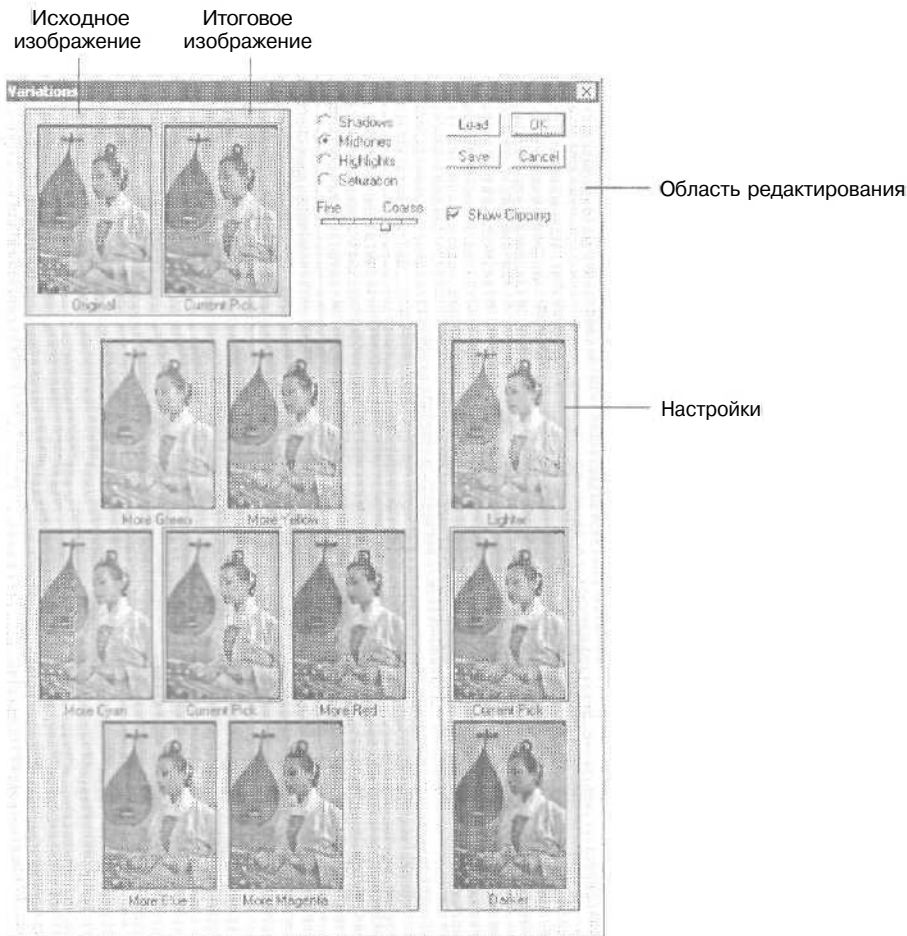 Исходное
изображение
Итоговое
изображение
Variations
Shadows
Midtones
Highlights
Saturation
Load
OK
Save
Cancel
Fine
Coarse
Show Clipping
Область редактирования
Original
Current Pick
More Green
More Yellow
Lighter
Настройки
More Cyan
Current Pick
More Red
Current Pick
More Blue
More Magenta
Darker